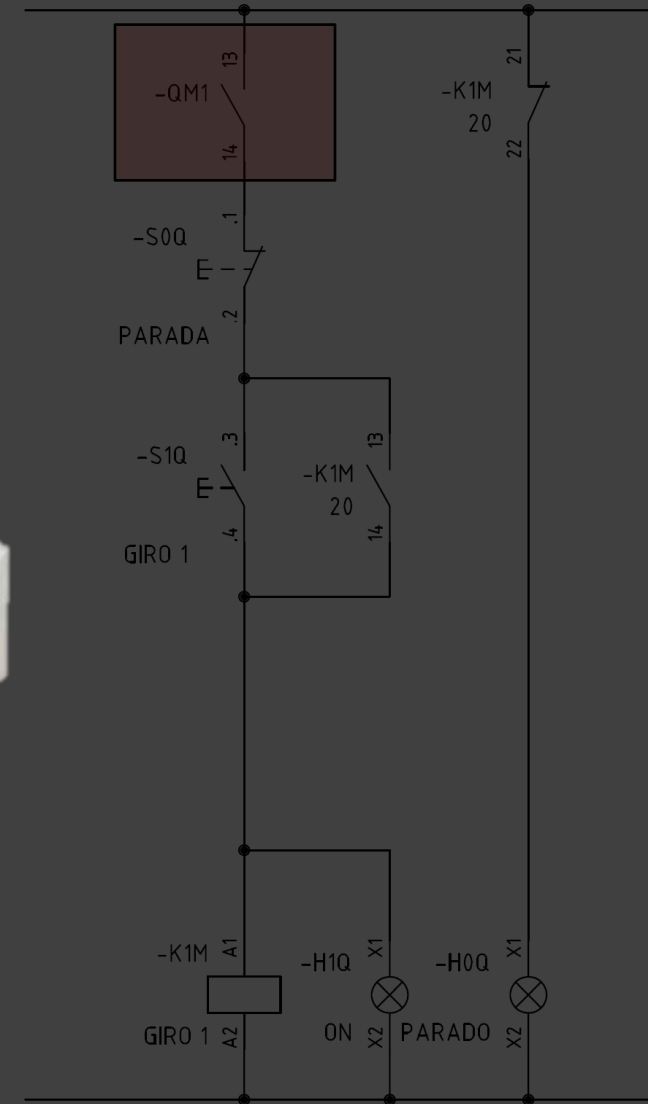 13
-QM1
14
21
-K1M
20
22
.1
-S0Q
.2
PARADA
.3
-S1Q
.4
GIRO 1
13
-K1M
20
14
-K1M
A1
GIRO 1
A2
-H1Q
X1
ON
X2
-H0Q
X1
PARADO
X2